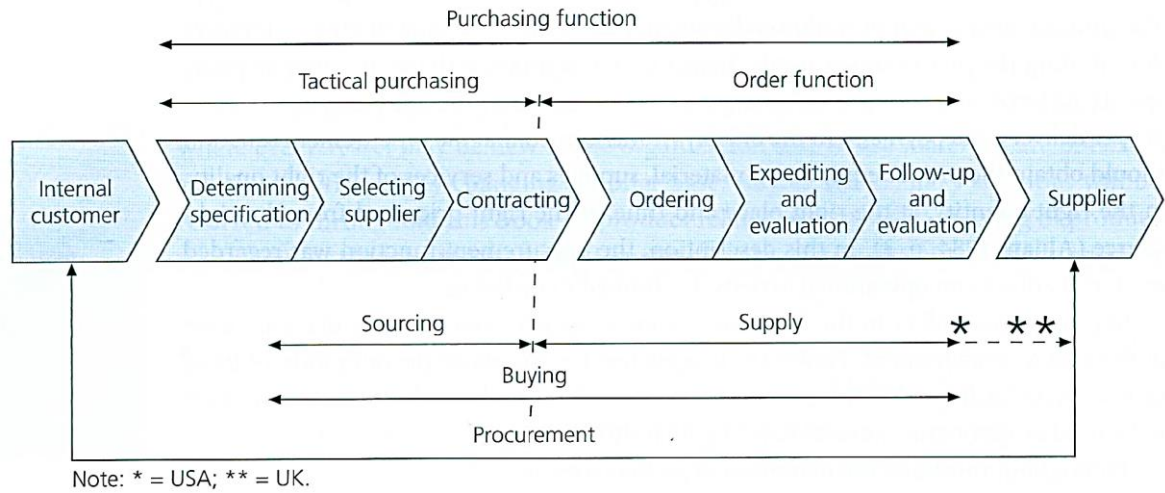 Purchasing function
Tactical purchasing
Order function
Internal
customer
Determining
specification
Selecting
supplier
Contracting
Ordering
Expediting
and
evaluation
Follow-up
and
evaluation
Supplier
Sourcing
Supply
* **
Buying
Procurement
Note: * = USA; ** = UK.